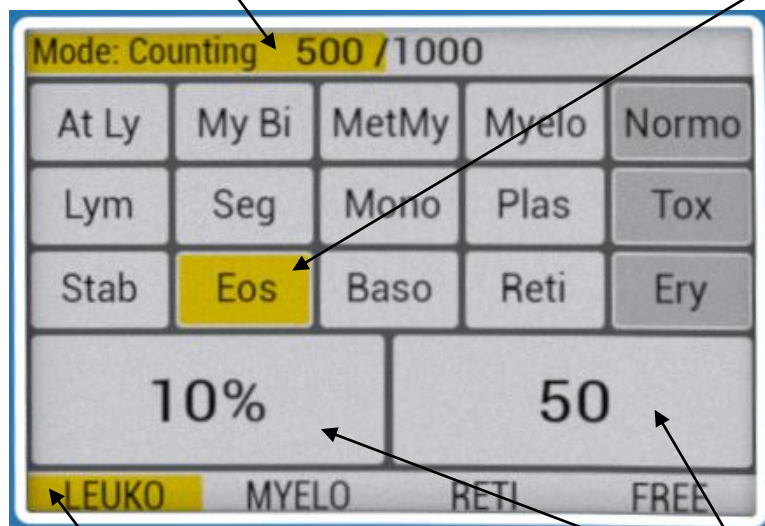 Mode: Counting 500 /1000
At Ly My Bi MetMy Myelo Normo
Lym Seg Mono Plas Tox
Stab Eos Baso Reti Ery
10% 50
LEUKO MYELO RETI FREE